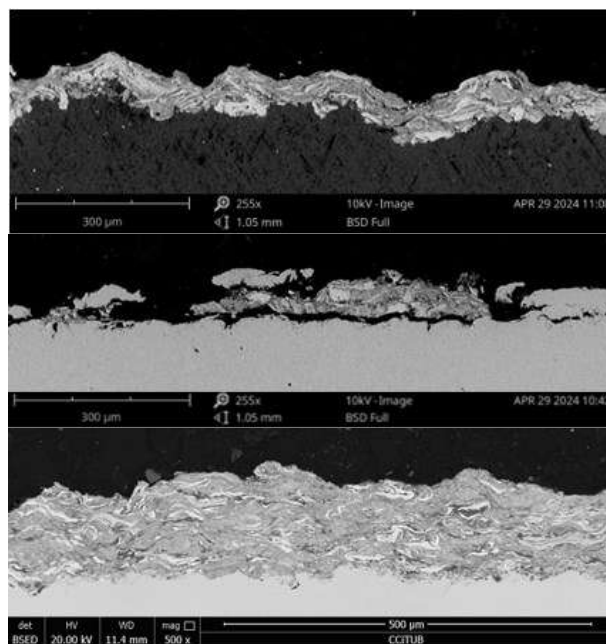 255x 10kV - Image APR 29 2024 11:0
300 µm 1.05 mm BSD Full
255x 10kV - Image APR 29 2024 10:4
300 µm 1.05 mm BSD Full
det HV WD mag 500 µm
BSED 20.00 kV 11.4 mm 500 x CCiTUB